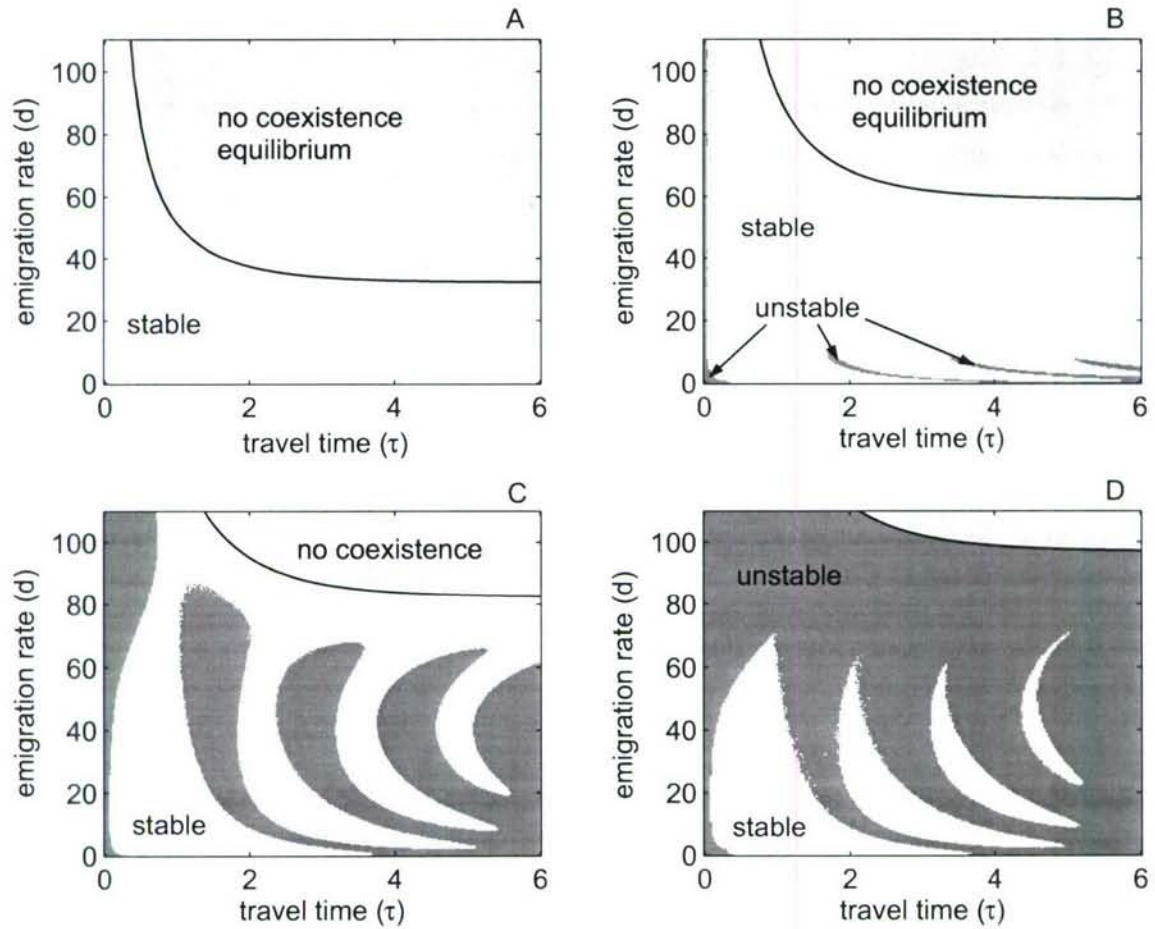 A
emigration rate (d)
100
80
60
40
20
0
no coexistence
equilibrium
stable
0 2 4 6
travel time (τ)
B
emigration rate (d)
100
80
60
40
20
0
no coexistence
equilibrium
stable
unstable
0 2 4 6
travel time (τ)
C
emigration rate (d)
100
80
60
40
20
0
no coexistence
stable
0 2 4 6
travel time (τ)
D
emigration rate (d)
100
80
60
40
20
0
unstable
stable
0 2 4 6
travel time (τ)